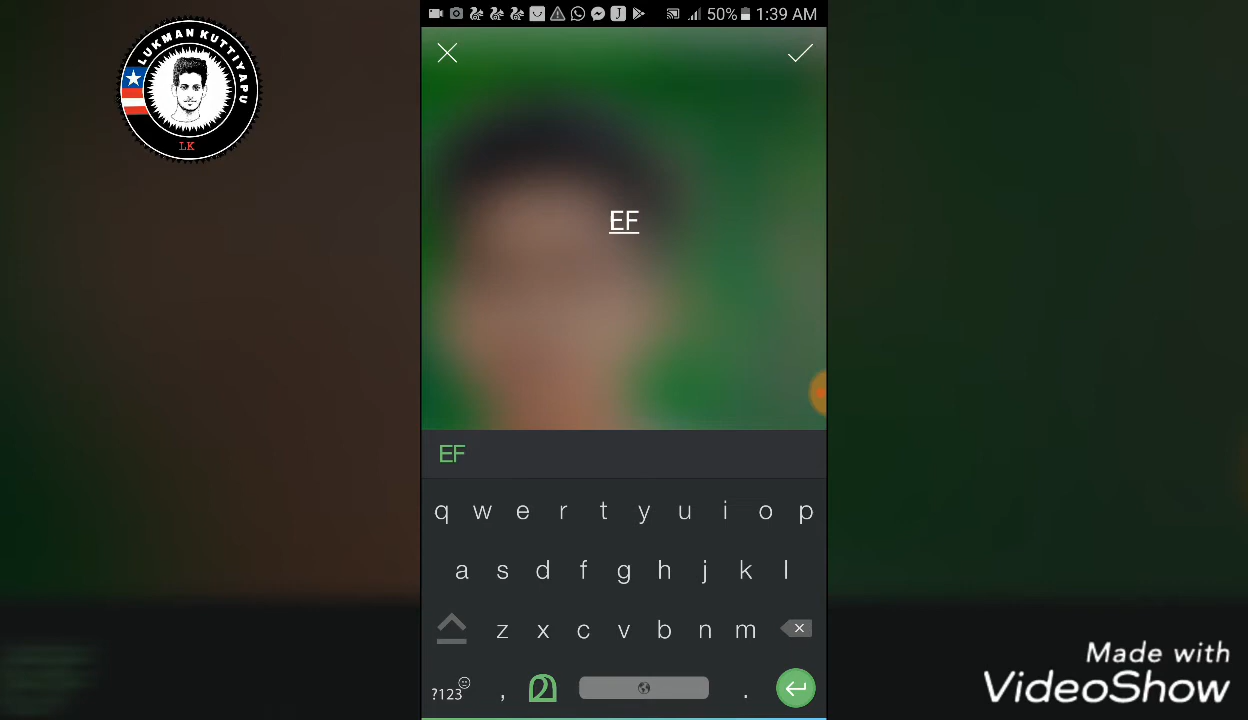 50% 1:39 AM
LUKMAN KUTTIYAPU
LK
EF
EF
q w e r t y u i o p
a s d f g h j k l
z x c v b n m
?123 , മ .
Made with
VideoShow